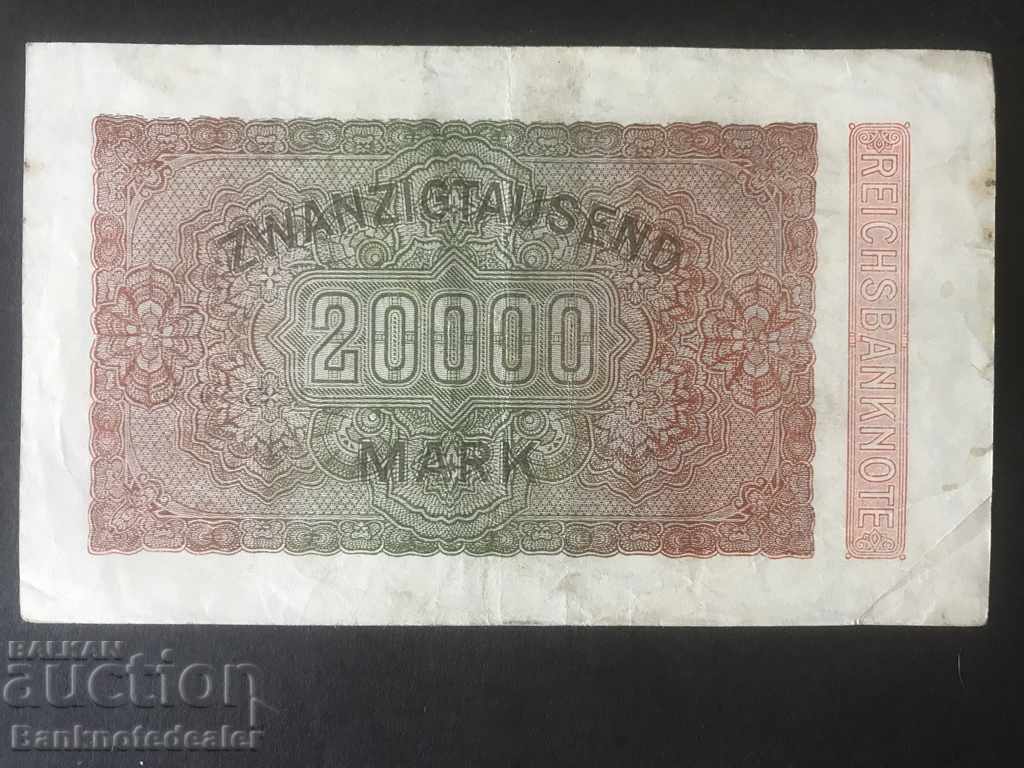 ZWANZIGTAUSEND
20000
MARK
REICHSBANKNOTE
BALKAN
auction
Banknotedealer